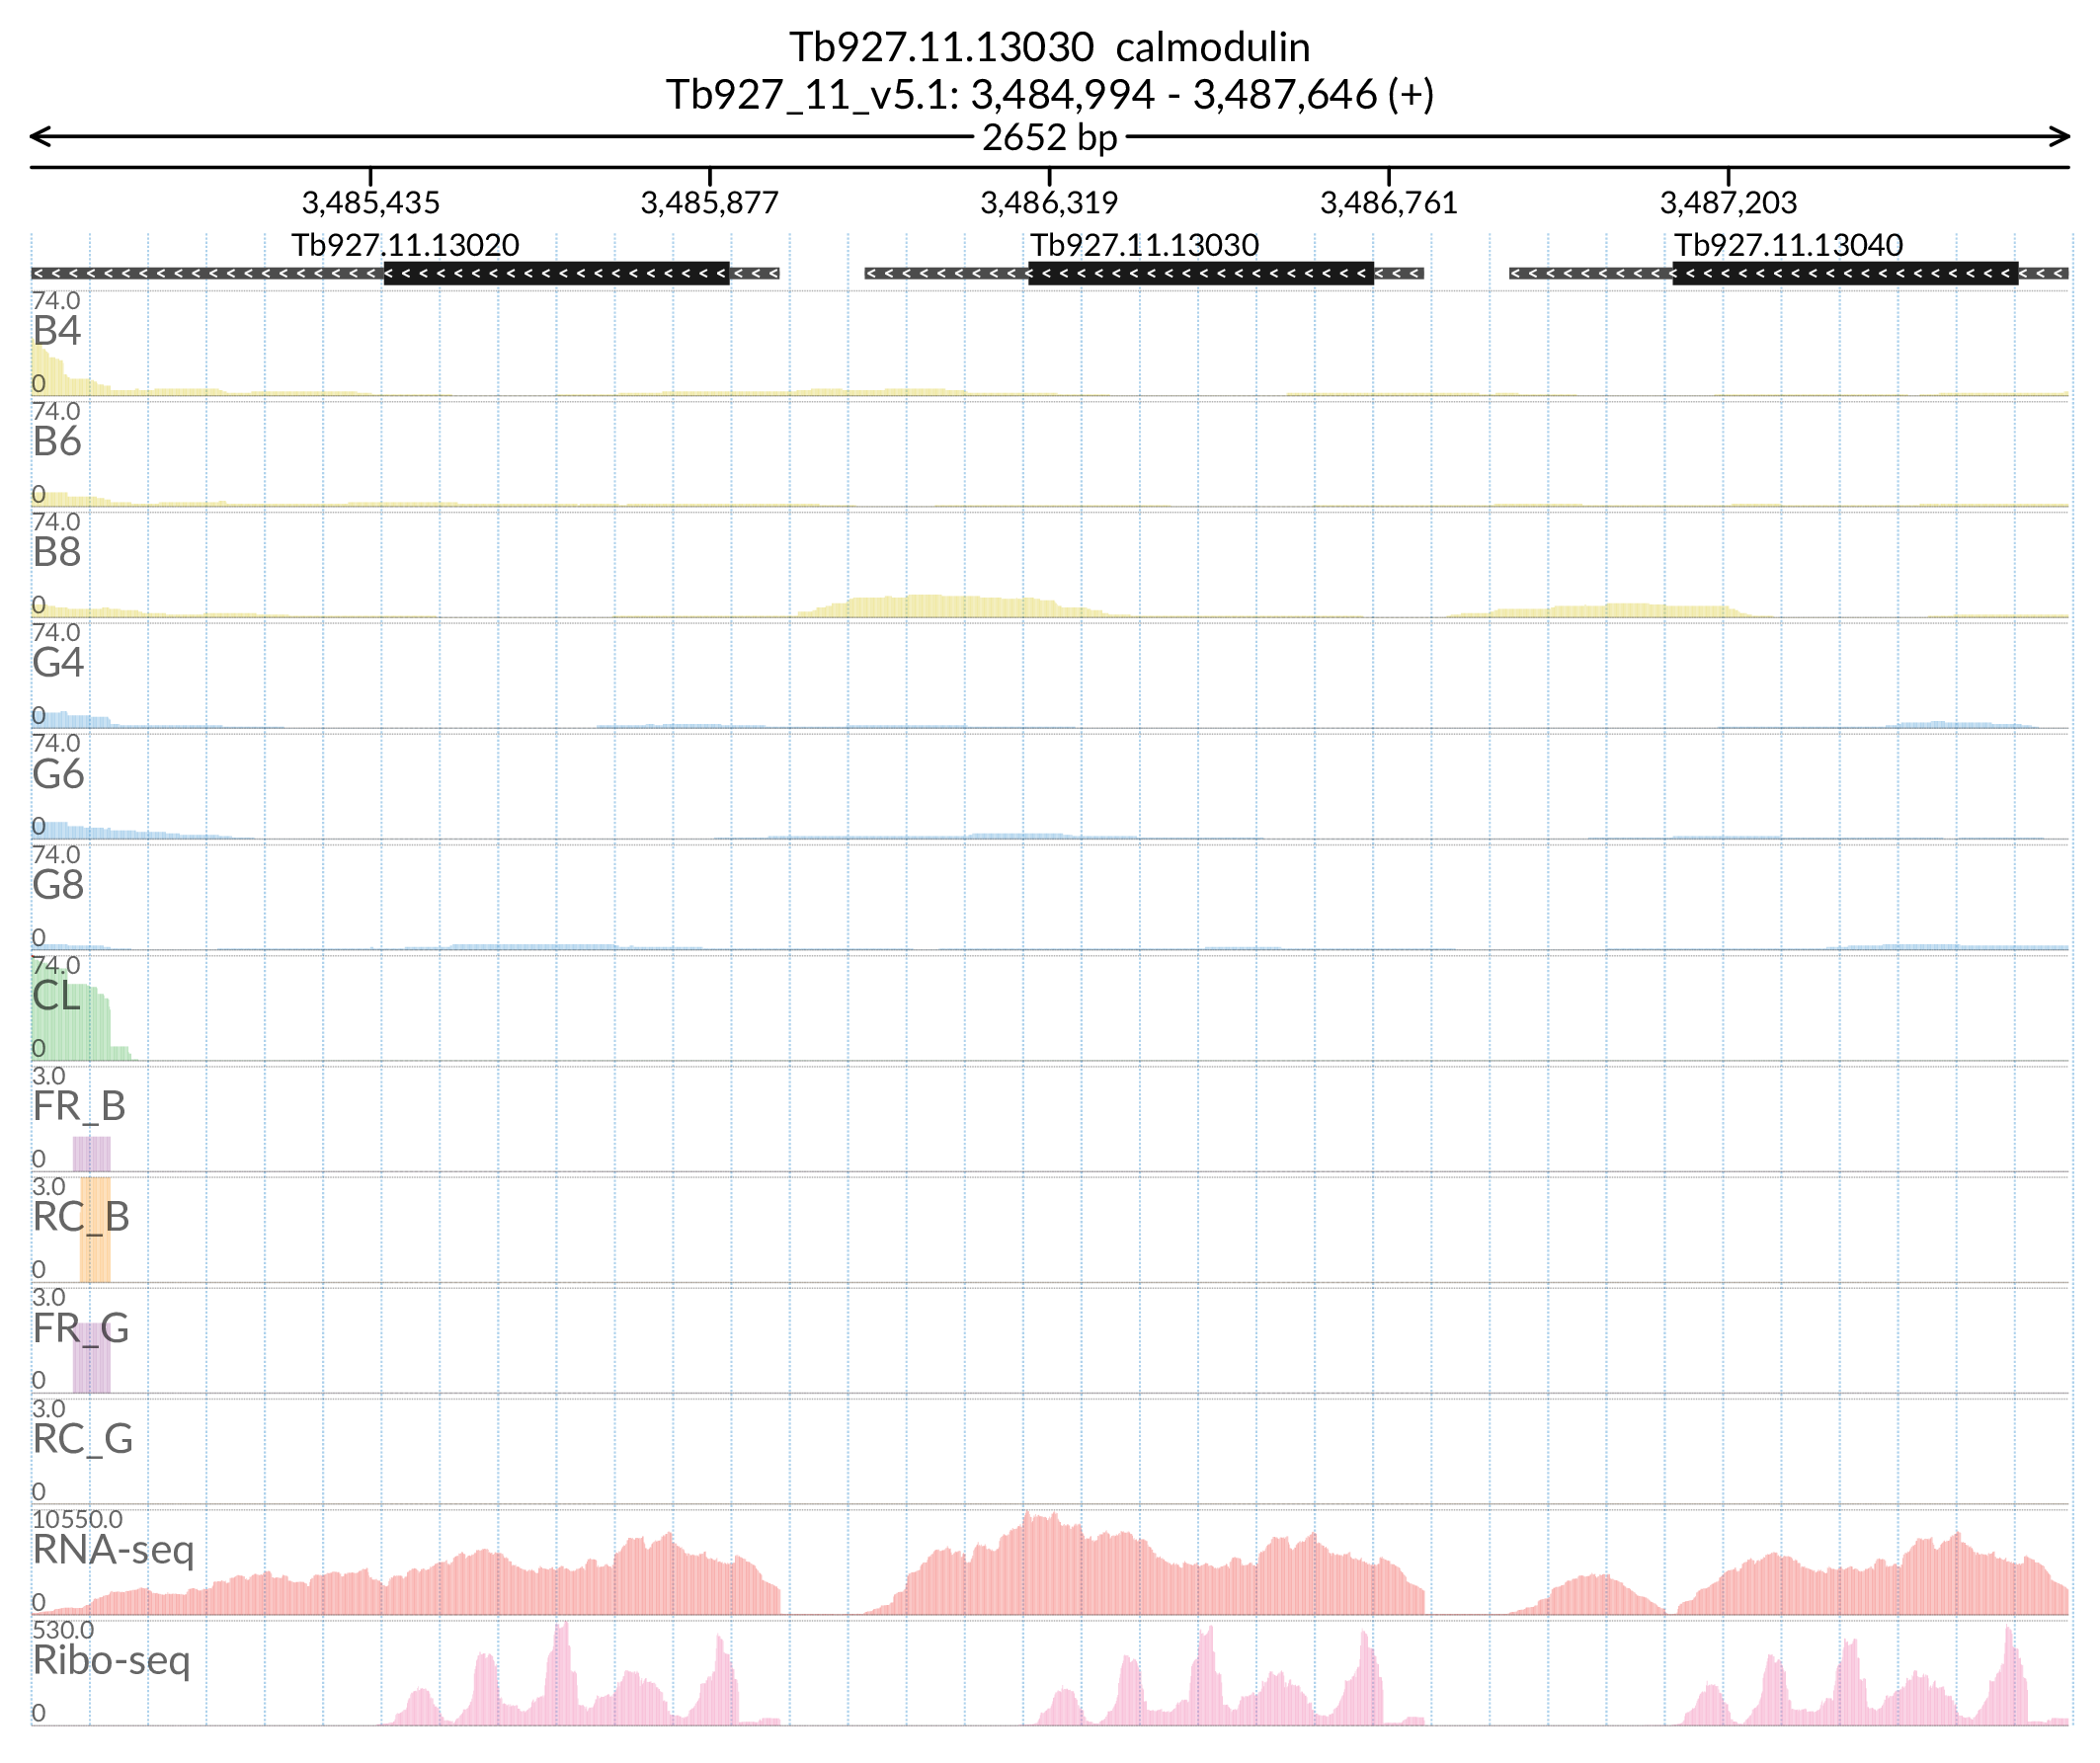 Tb927.11.13030 calmodulin
Tb927_11_v5.1: 3,484,994 - 3,487,646 (+)
2652 bp
3,485,435 3,485,877 3,486,319 3,486,761 3,487,203
Tb927.11.13020 Tb927.11.13030 Tb927.11.13040
74.0
B4
0
74.0
B6
0
74.0
B8
0
74.0
G4
0
74.0
G6
0
74.0
G8
0
74.0
CL
0
3.0
FR_B
0
3.0
RC_B
0
3.0
FR_G
0
3.0
RC_G
0
10550.0
RNA-seq
0
530.0
Ribo-seq
0